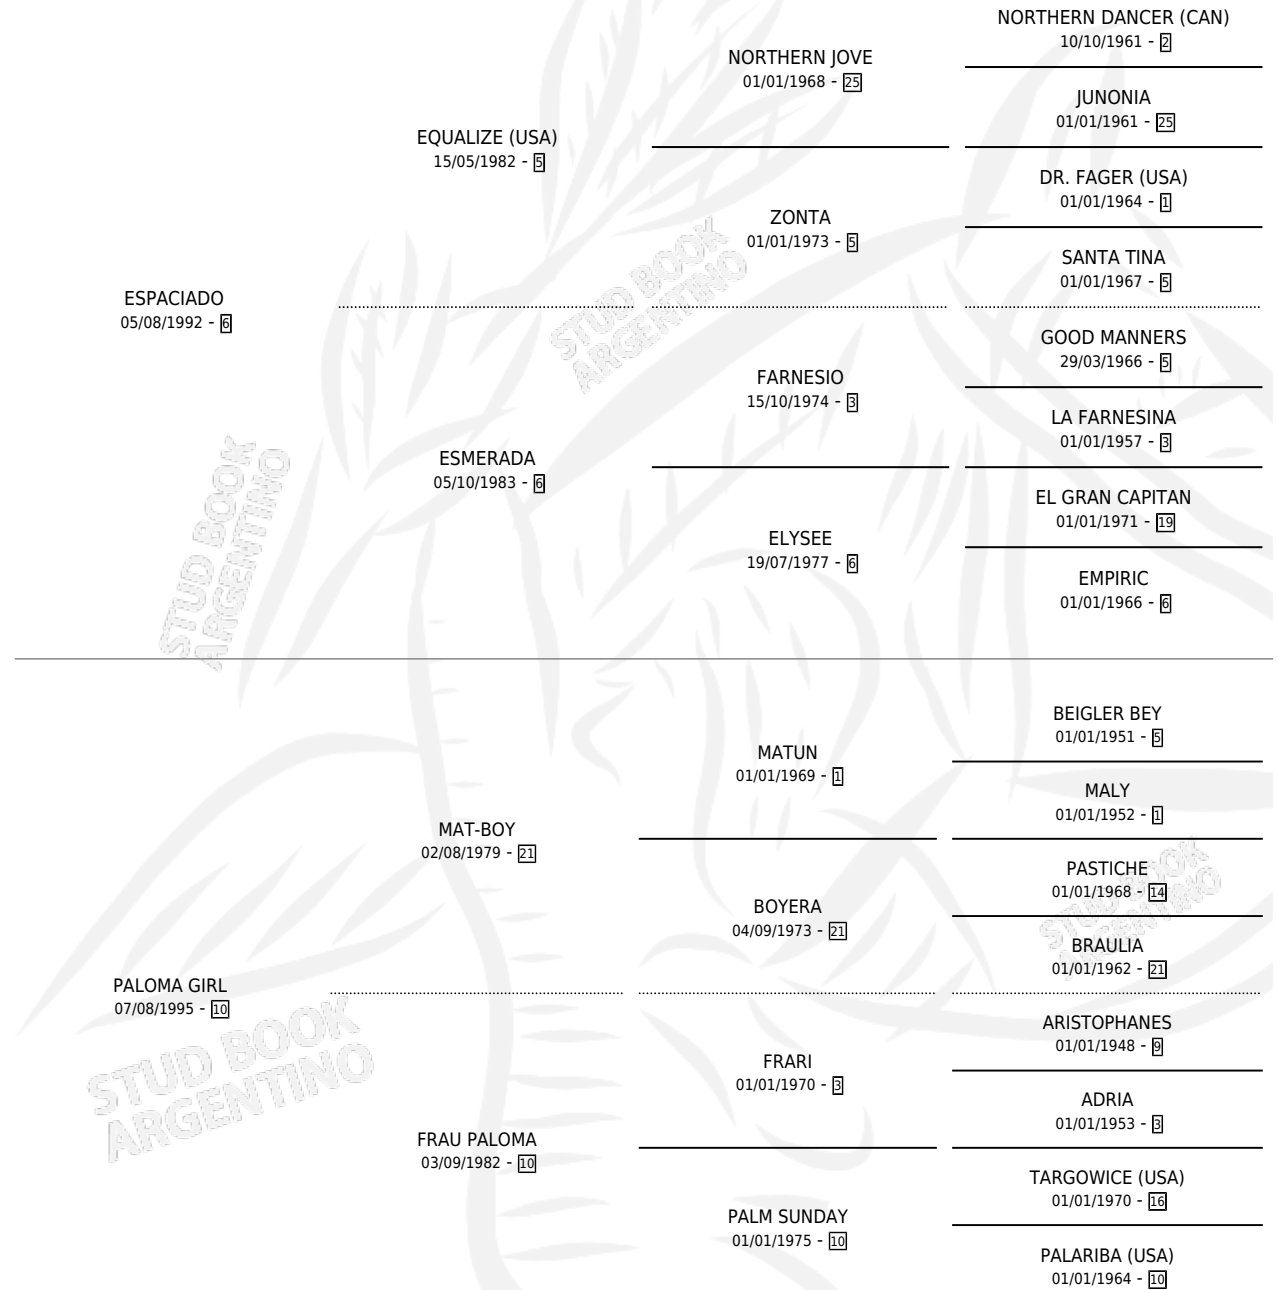 NORTHERN DANCER (CAN)
10/10/1961 - 2
NORTHERN JOVE
01/01/1968 - 25
JUNONIA
01/01/1961 - 25
EQUALIZE (USA)
15/05/1982 - 5
DR. FAGER (USA)
01/01/1964 - 1
ZONTA
01/01/1973 - 5
SANTA TINA
01/01/1967 - 5
ESPACIADO
05/08/1992 - 6
GOOD MANNERS
29/03/1966 - 5
FARNESIO
15/10/1974 - 3
LA FARNESINA
01/01/1957 - 3
ESMERADA
05/10/1983 - 6
EL GRAN CAPITAN
01/01/1971 - 19
ELYSEE
19/07/1977 - 6
EMPIRIC
01/01/1966 - 6
BEIGLER BEY
01/01/1951 - 5
MATUN
01/01/1969 - 1
MALY
01/01/1952 - 1
MAT-BOY
02/08/1979 - 21
PASTICHE
01/01/1968 - 14
BOYERA
04/09/1973 - 21
BRAULIA
01/01/1962 - 21
PALOMA GIRL
07/08/1995 - 10
ARISTOPHANES
01/01/1948 - 9
FRARI
01/01/1970 - 3
ADRIA
01/01/1953 - 3
FRAU PALOMA
03/09/1982 - 10
TARGOWICE (USA)
01/01/1970 - 16
PALM SUNDAY
01/01/1975 - 10
PALARIBA (USA)
01/01/1964 - 10
STUD BOOK
ARGENTINO
STUD BOOK
ARGENTINO
STUD BOOK
ARGENTINO
STUD BOOK
ARGENTINO